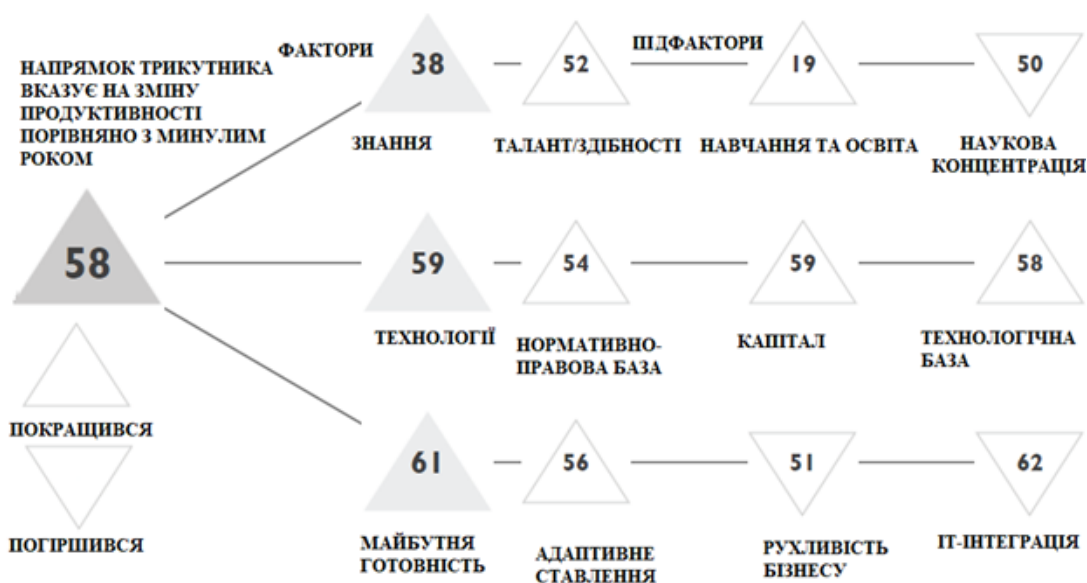 НАПРЯМОК ТРИКУТНИКА
ВКАЗУЄ НА ЗМІНУ
ПРОДУКТИВНОСТІ
ПОРІВНЯНО З МИНУЛИМ
РОКОМ
58
ПОКРАЩИВСЯ
ПОГІРШИВСЯ
ФАКТОРИ
ПІДФАКТОРИ
38
52
19
50
ЗНАННЯ
ТАЛАНТ/ЗДІБНОСТІ
НАВЧАННЯ ТА ОСВІТА
НАУКОВА
КОНЦЕНТРАЦІЯ
59
54
59
58
ТЕХНОЛОГІЇ
НОРМАТИВНО-
ПРАВОВА БАЗА
КАПІТАЛ
ТЕХНОЛОГІЧНА
БАЗА
61
56
51
62
МАЙБУТНЯ
ГОТОВНІСТЬ
АДАПТИВНЕ
СТАВЛЕННЯ
РУХЛИВІСТЬ
БІЗНЕСУ
ІТ-ІНТЕГРАЦІЯ